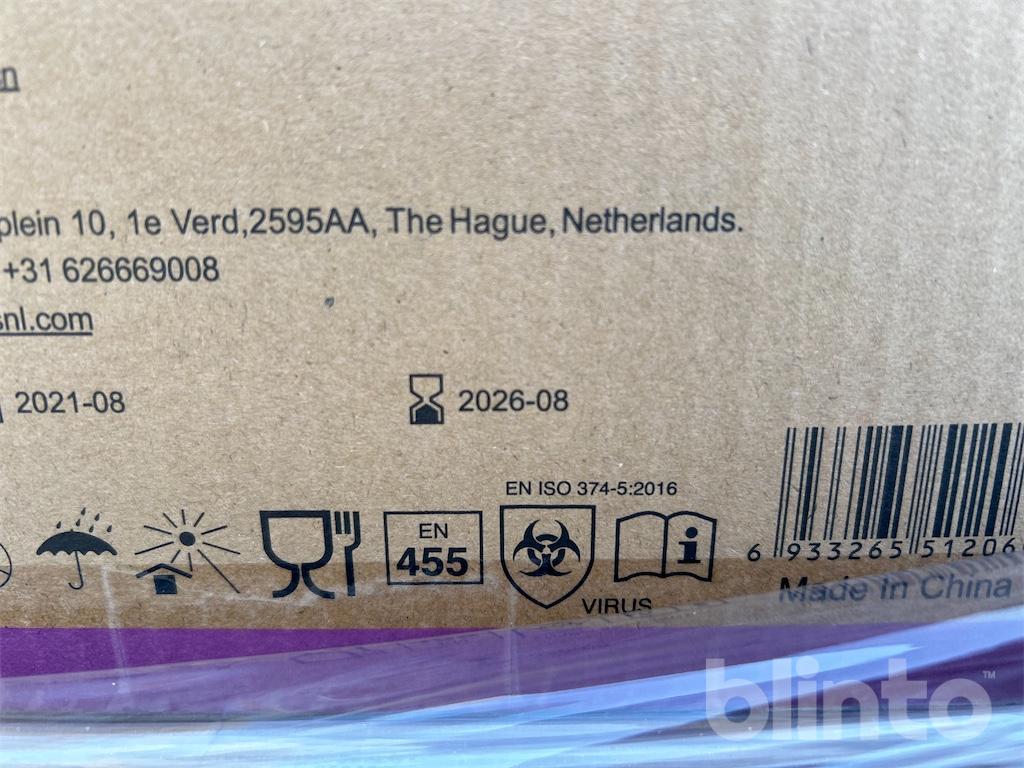 n
plein 10, 1e Verd,2595AA, The Hague, Netherlands.
+31 626669008
snl.com
2021-08
2026-08
EN ISO 374-5:2016
EN
455
i
VIRUS
6 933265 51206
Made In China
blinto™